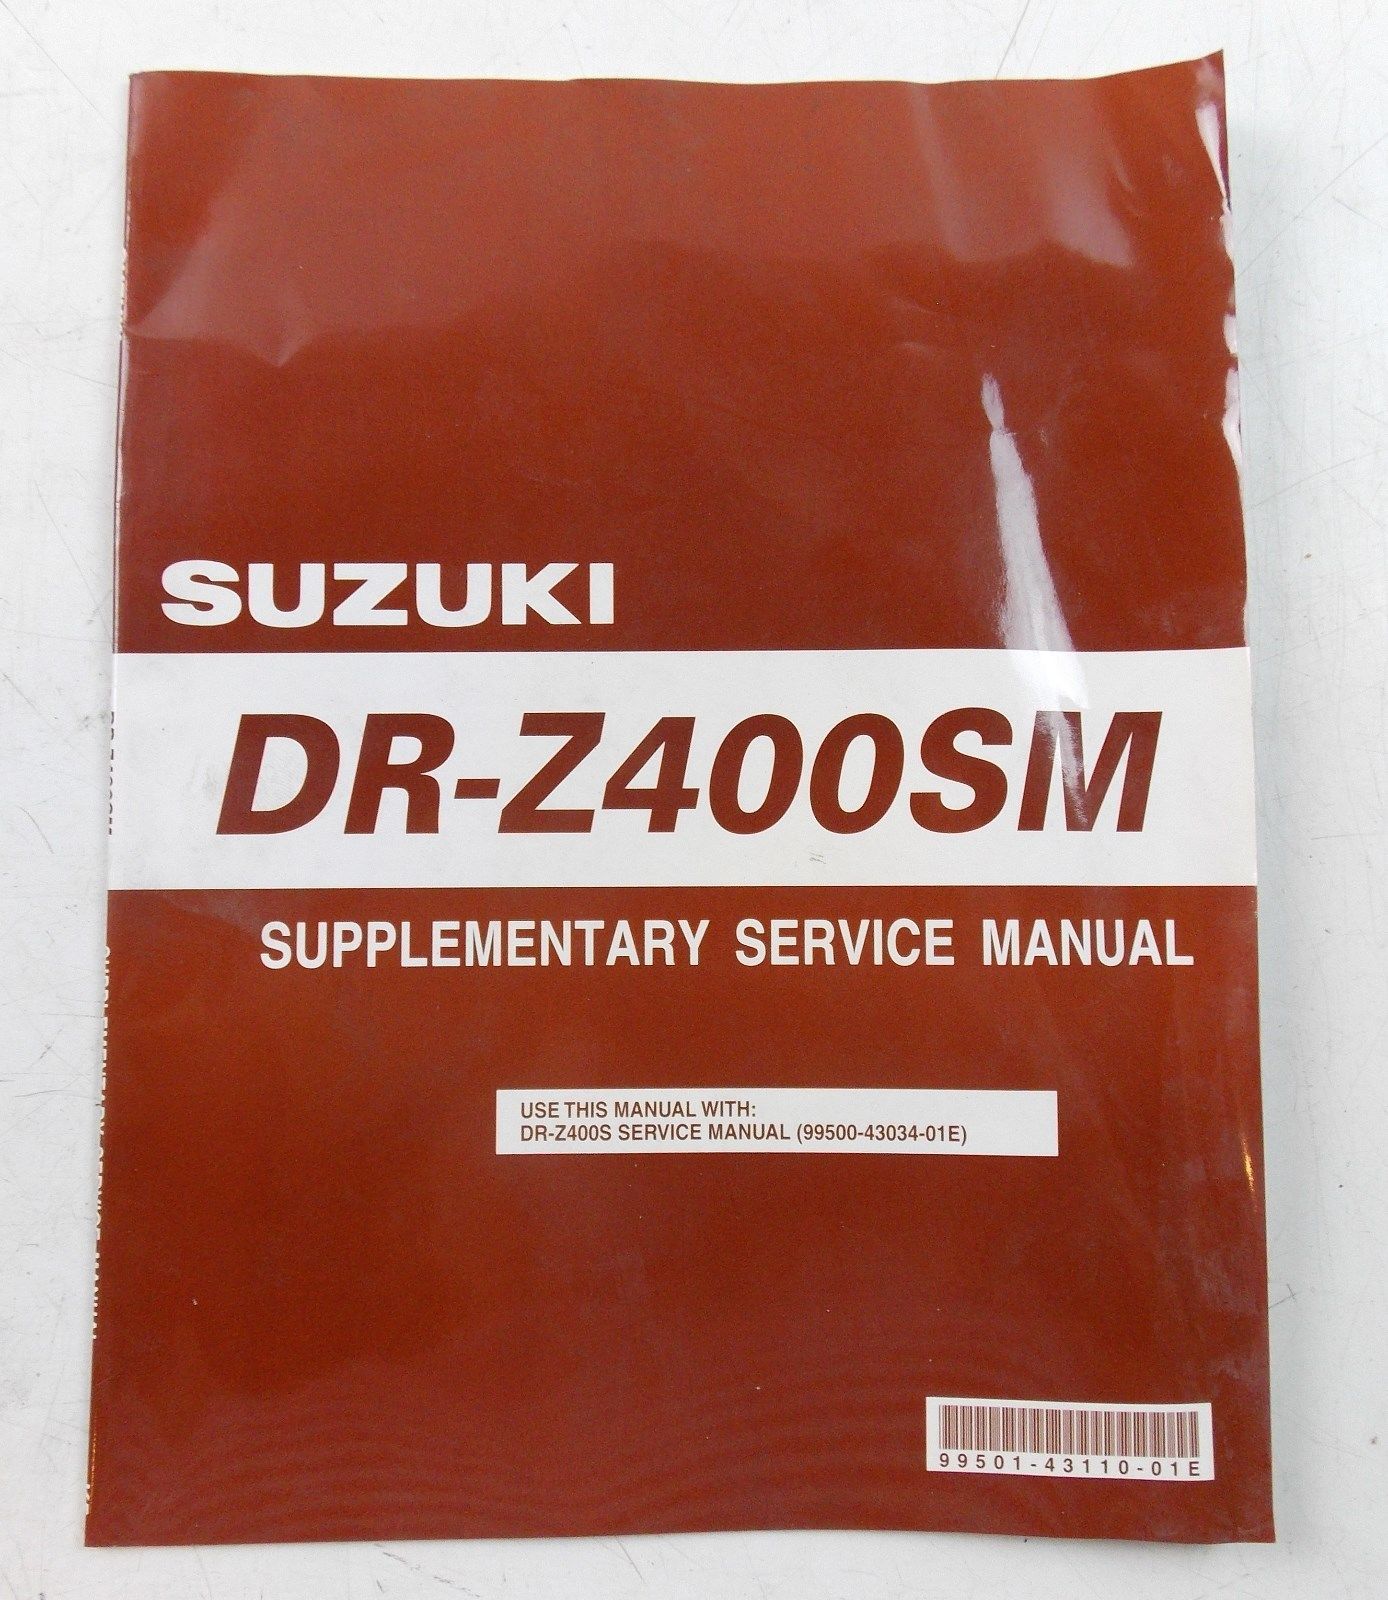 SUZUKI
DR-Z400SM
SUPPLEMENTARY SERVICE MANUAL
USE THIS MANUAL WITH:
DR-Z400S SERVICE MANUAL (99500-43034-01E)
99501-43110-01E